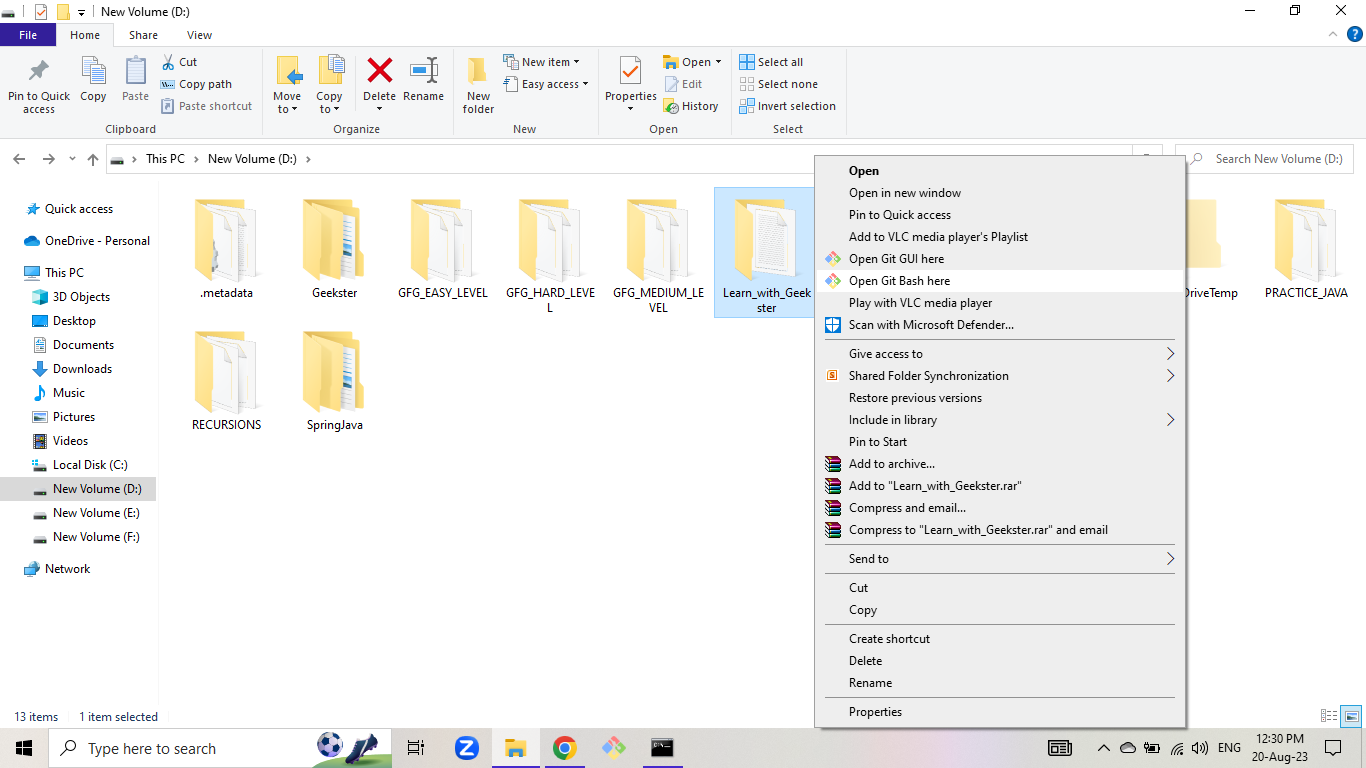 New Volume (D:)
File
Home
Share
View
Pin to Quick
access
Copy
Paste
Cut
Copy path
Paste shortcut
Clipboard
Move
to
Copy
to
Delete
Rename
Organize
New
folder
New item
Easy access
New
Properties
Open
Edit
History
Open
Select all
Select none
Invert selection
Select
This PC
New Volume (D:)
Search New Volume (D:)
Quick access
OneDrive - Personal
This PC
3D Objects
Desktop
Documents
Downloads
Music
Pictures
Videos
Local Disk (C:)
New Volume (D:)
New Volume (E:)
New Volume (F:)
Network
.metadata
Geekster
GFG_EASY_LEVEL
GFG_HARD_LEVE
L
GFG_MEDIUM_LE
VEL
Learn_with_Geek
ster
DriveTemp
PRACTICE_JAVA
RECURSIONS
SpringJava
Open
Open in new window
Pin to Quick access
Add to VLC media player's Playlist
Open Git GUI here
Open Git Bash here
Play with VLC media player
Scan with Microsoft Defender...
Give access to
Shared Folder Synchronization
Restore previous versions
Include in library
Pin to Start
Add to archive...
Add to "Learn_with_Geekster.rar"
Compress and email...
Compress to "Learn_with_Geekster.rar" and email
Send to
Cut
Copy
Create shortcut
Delete
Rename
Properties
13 items
1 item selected
Type here to search
ENG
12:30 PM
20-Aug-23